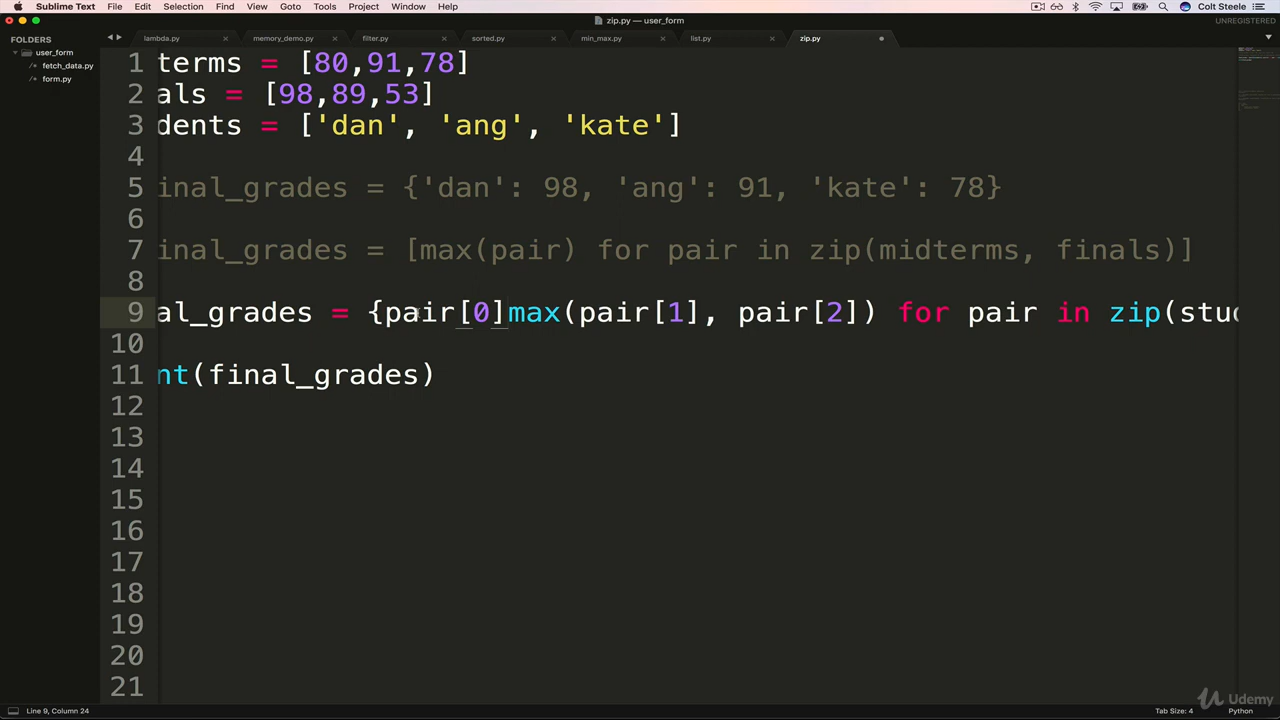 Sublime Text File Edit Selection Find View Goto Tools Project Window Help Colt Steele
zip.py — user_form UNREGISTERED
FOLDERS
user_form
fetch_data.py
form.py
lambda.py memory_demo.py filter.py sorted.py min_max.py list.py zip.py
1 terms = [80,91,78]
2 als = [98,89,53]
3 dents = ['dan', 'ang', 'kate']
4
5 inal_grades = {'dan': 98, 'ang': 91, 'kate': 78}
6
7 inal_grades = [max(pair) for pair in zip(midterms, finals)]
8
9 al_grades = {pair[0]max(pair[1], pair[2]) for pair in zip(stu
10
11 nt(final_grades)
12
13
14
15
16
17
18
19
20
21
Line 9, Column 24 Tab Size: 4 Python
Udemy